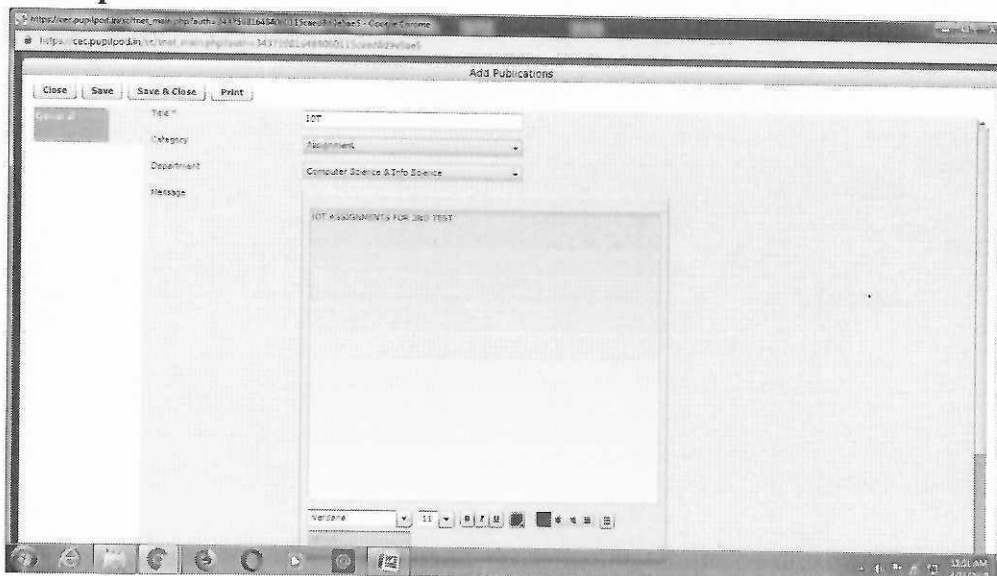 Add Publications
Close Save Save & Close Print
General Title * IOT
Category Assignment
Department Computer Science & Info Science
Message
IOT ASSIGNMENTS FOR 2ND TEST
Verdana 11 B I U